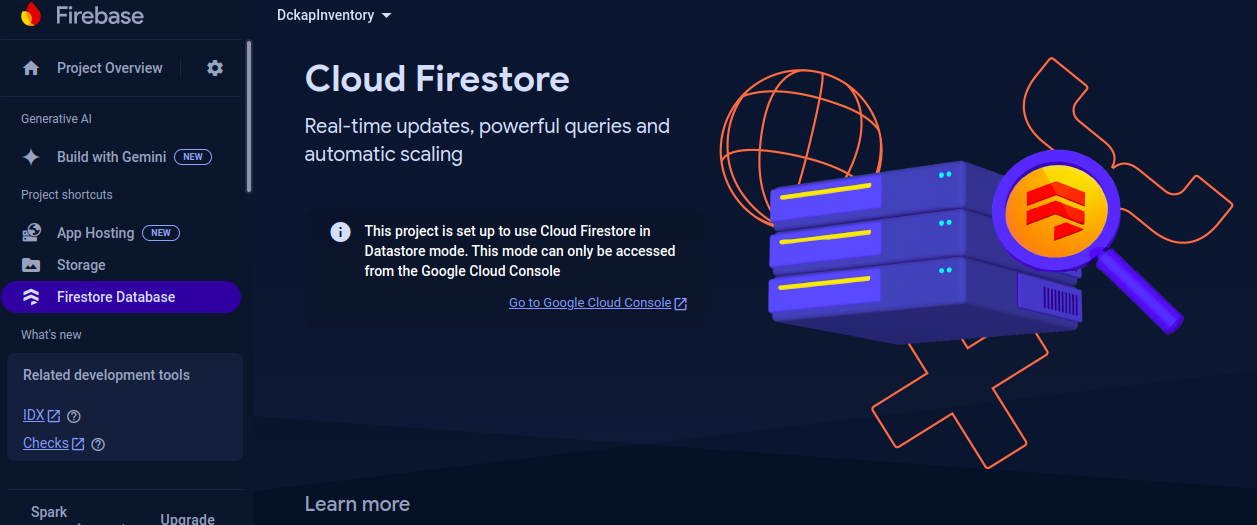 Firebase
DckapInventory
Project Overview
Generative AI
Build with Gemini NEW
Project shortcuts
App Hosting NEW
Storage
Firestore Database
What's new
Related development tools
IDX
Checks
Spark
Upgrade
Cloud Firestore
Real-time updates, powerful queries and
automatic scaling
This project is set up to use Cloud Firestore in
Datastore mode. This mode can only be accessed
from the Google Cloud Console
Go to Google Cloud Console
Learn more